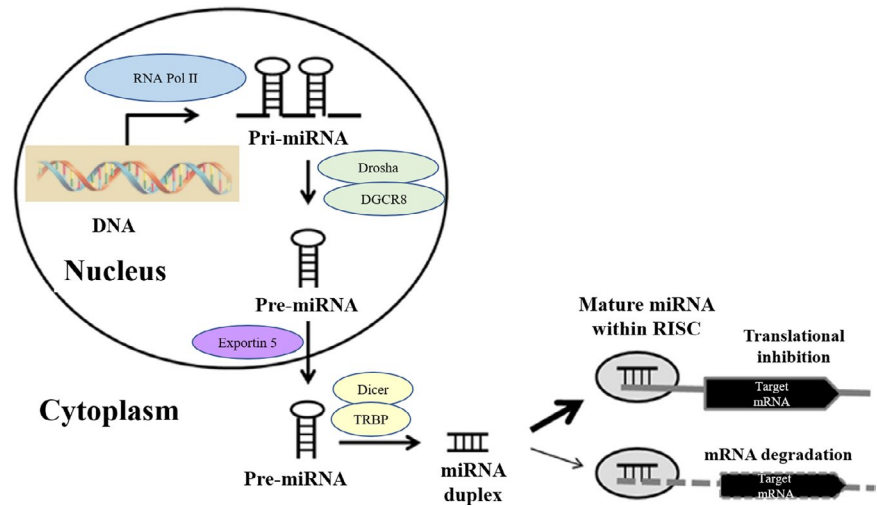 RNA Pol II
Pri-miRNA
Drosha
DGCR8
DNA
Nucleus
Pre-miRNA
Exportin 5
Cytoplasm
Dicer
TRBP
Pre-miRNA
miRNA
duplex
Mature miRNA
within RISC
Translational
inhibition
Target
mRNA
mRNA degradation
Target
mRNA